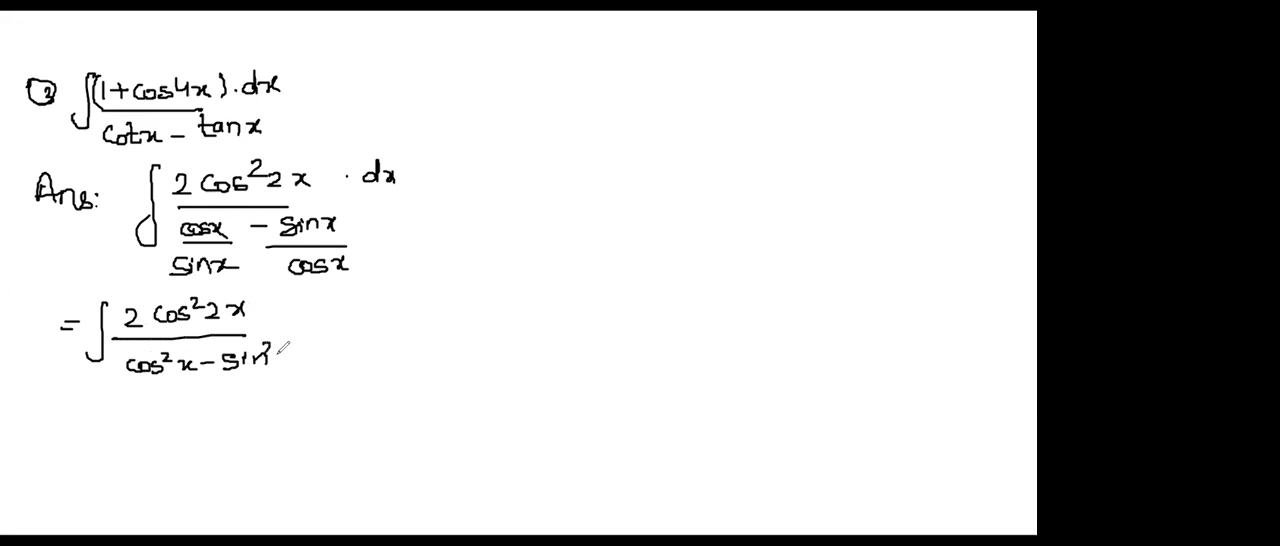 ② ∫ (1+cos4x).dx / cotx - tanx
Ans: ∫ 2 cos²2x / (cosx/sinx - sinx/cosx) . dx
= ∫ 2 cos²2x / cos²x - sin²